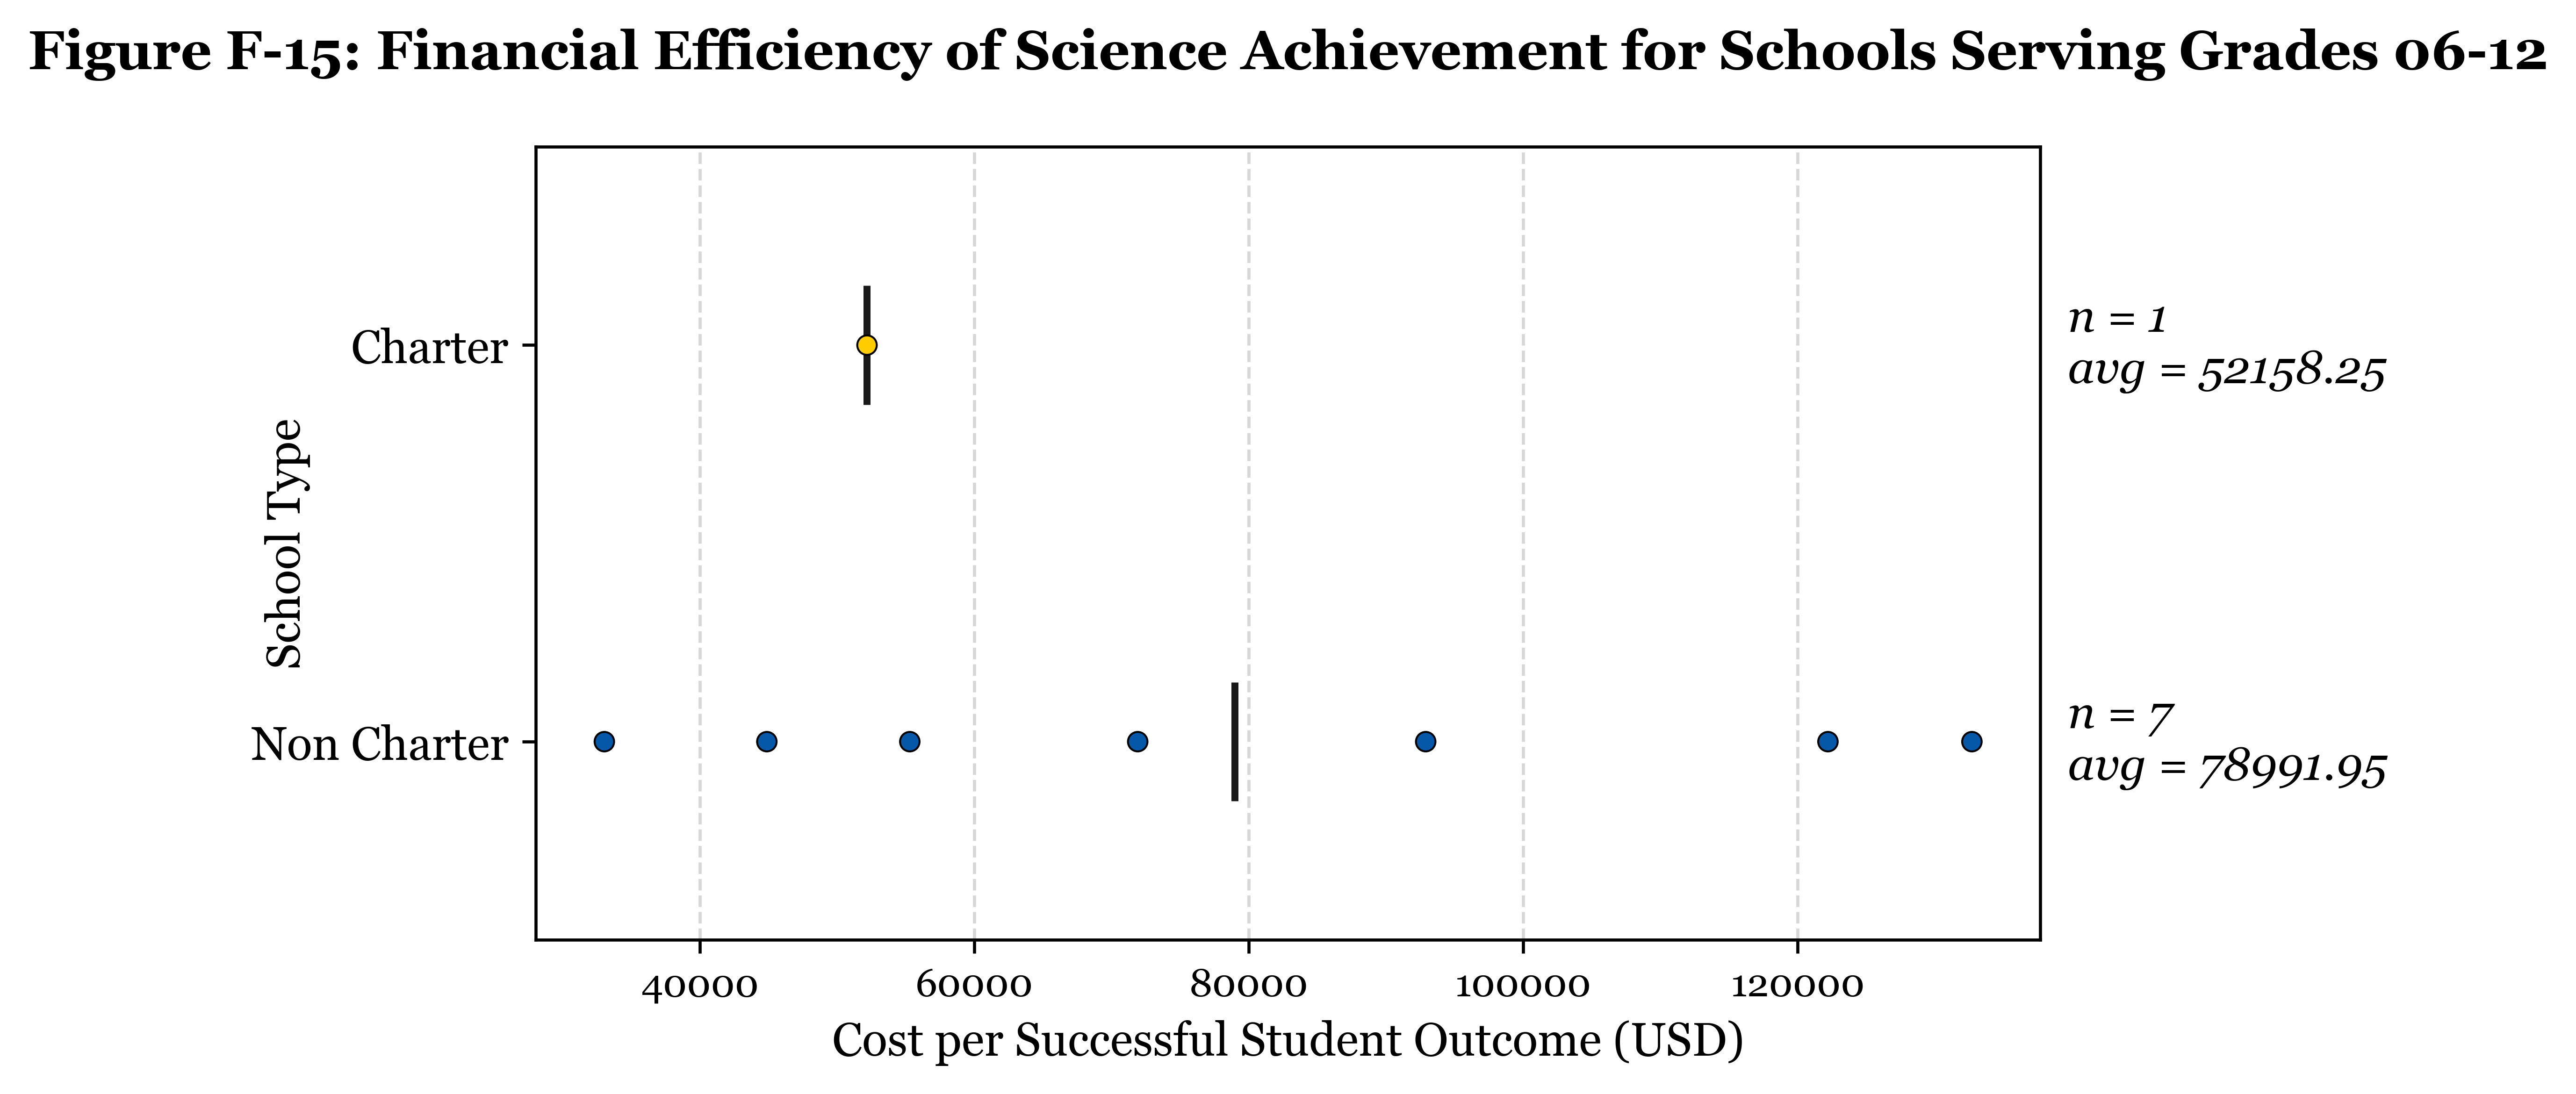 Figure F-15: Financial Efficiency of Science Achievement for Schools Serving Grades 06-12
School Type
Charter
n = 1
avg = 52158.25
Non Charter
n = 7
avg = 78991.95
40000 60000 80000 100000 120000
Cost per Successful Student Outcome (USD)